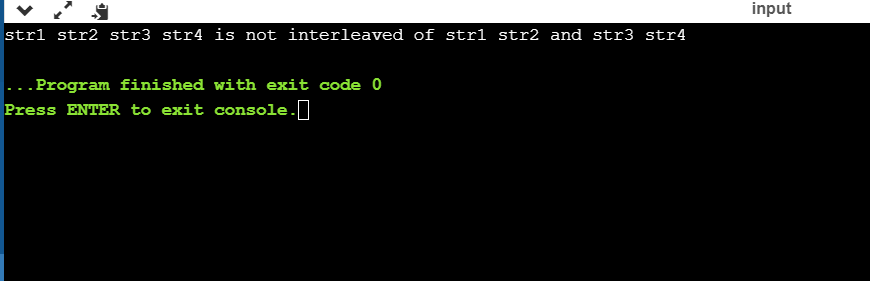 input
str1 str2 str3 str4 is not interleaved of str1 str2 and str3 str4
...Program finished with exit code 0
Press ENTER to exit console.